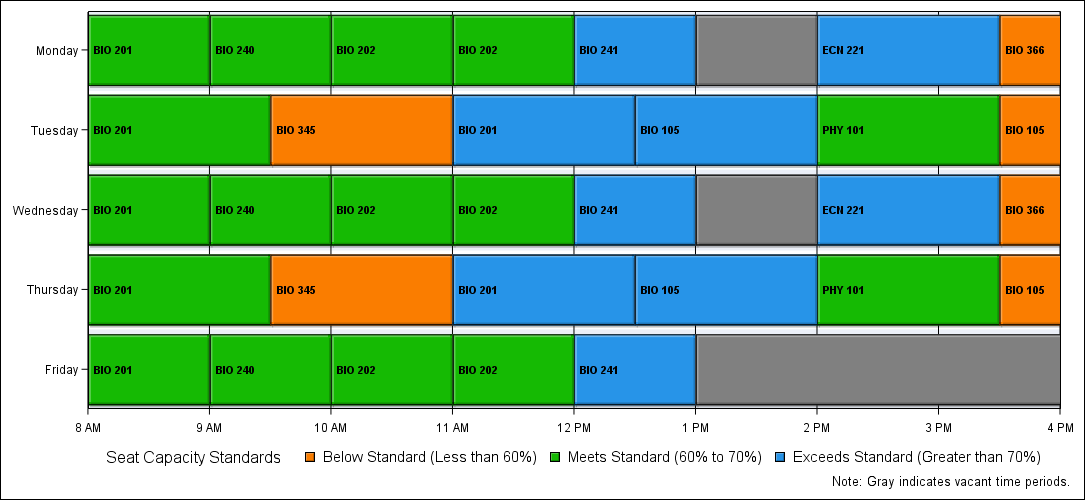 Monday BIO 201 BIO 240 BIO 202 BIO 202 BIO 241 ECN 221 BIO 366
Tuesday BIO 201 BIO 345 BIO 201 BIO 105 PHY 101 BIO 105
Wednesday BIO 201 BIO 240 BIO 202 BIO 202 BIO 241 ECN 221 BIO 366
Thursday BIO 201 BIO 345 BIO 201 BIO 105 PHY 101 BIO 105
Friday BIO 201 BIO 240 BIO 202 BIO 202 BIO 241
8 AM 9 AM 10 AM 11 AM 12 PM 1 PM 2 PM 3 PM 4 PM
Seat Capacity Standards Below Standard (Less than 60%) Meets Standard (60% to 70%) Exceeds Standard (Greater than 70%)
Note: Gray indicates vacant time periods.